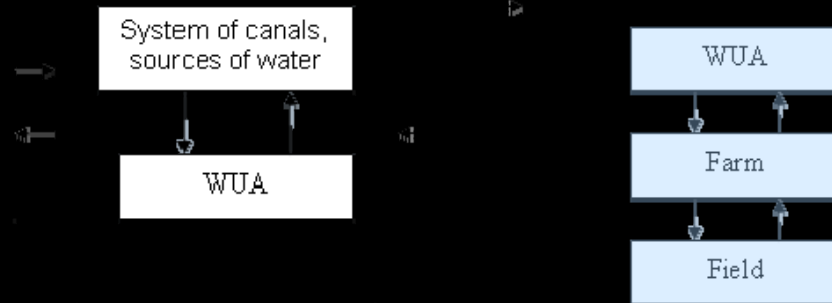 System of canals,
sources of water
WUA
WUA
Farm
Field